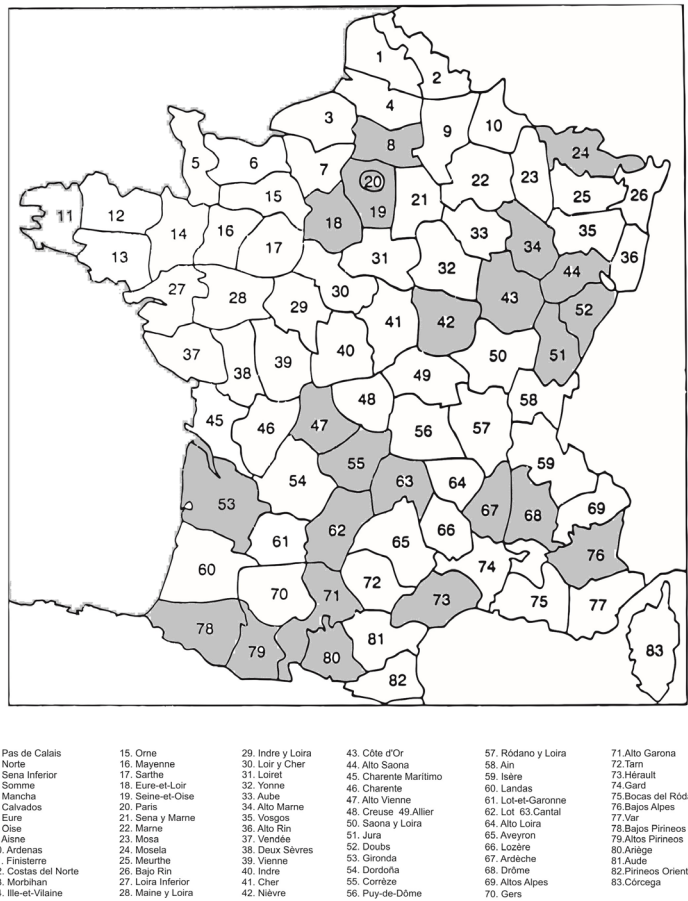 1
2
3
4
5
6
7
8
9
10
11
12
13
14
15
16
17
18
19
20
21
22
23
24
25
26
27
28
29
30
31
32
33
34
35
36
37
38
39
40
41
42
43
44
45
46
47
48
49
50
51
52
53
54
55
56
57
58
59
60
61
62
63
64
65
66
67
68
69
70
71
72
73
74
75
76
77
78
79
80
81
82
83
Pas de Calais
Norte
Sena Inferior
Somme
Mancha
Calvados
Eure
Oise
Aisne
. Ardenas
. Finisterre
2. Costas del Norte
. Morbihan
. Ille-et-Vilaine
15. Orne
16. Mayenne
17. Sarthe
18. Eure-et-Loir
19. Seine-et-Oise
20. Paris
21. Sena y Marne
22. Marne
23. Mosa
24. Mosela
25. Meurthe
26. Bajo Rin
27. Loira Inferior
28. Maine y Loira
29. Indre y Loira
30. Loir y Cher
31. Loiret
32. Yonne
33. Aube
34. Alto Marne
35. Vosgos
36. Alto Rin
37. Vendée
38. Deux Sèvres
39. Vienne
40. Indre
41. Cher
42. Nièvre
43. Côte d'Or
44. Alto Saona
45. Charente Marítimo
46. Charente
47. Alto Vienne
48. Creuse 49.Allier
50. Saona y Loira
51. Jura
52. Doubs
53. Gironda
54. Dordoña
55. Corrèze
56. Puy-de-Dôme
57. Ródano y Loira
58. Ain
59. Isère
60. Landas
61. Lot-et-Garonne
62. Lot 63.Cantal
64. Alto Loira
65. Aveyron
66. Lozère
67. Ardèche
68. Drôme
69. Altos Alpes
70. Gers
71.Alto Garona
72.Tarn
73.Hérault
74.Gard
75.Bocas del Róda
76.Bajos Alpes
77.Var
78.Bajos Pirineos
79.Altos Pirineos
80.Ariège
81.Aude
82.Pirineos Orient
83.Córcega